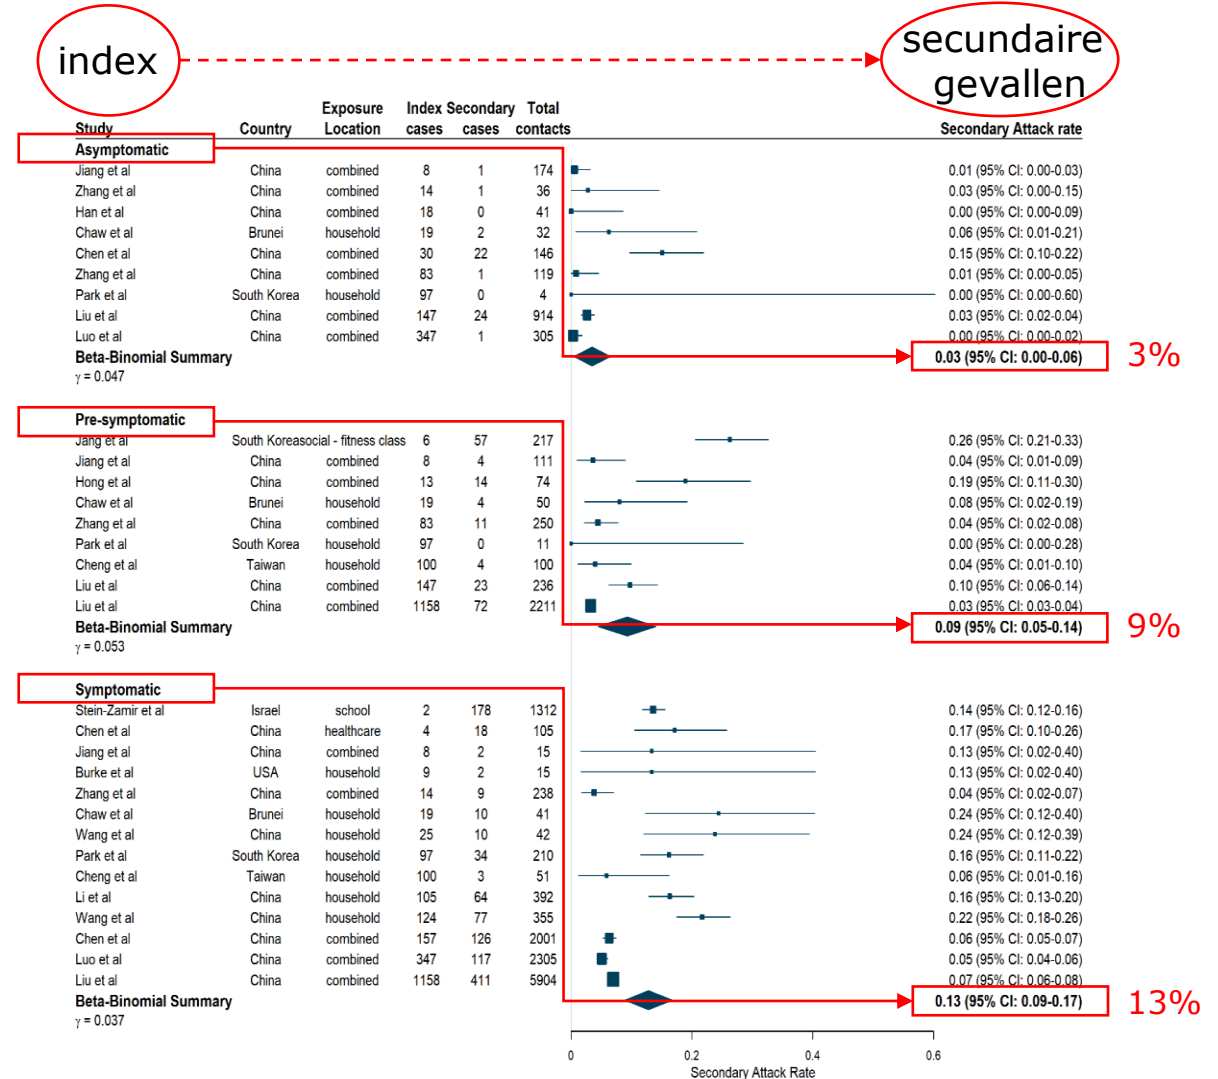 index
secundaire
gevallen
Exposure Index Secondary Total
Study Country Location cases cases contacts Secondary Attack rate
Asymptomatic
Jiang et al China combined 8 1 174 0.01 (95% CI: 0.00-0.03)
Zhang et al China combined 14 1 36 0.03 (95% CI: 0.00-0.15)
Han et al China combined 18 0 41 0.00 (95% CI: 0.00-0.09)
Chaw et al Brunei household 19 2 32 0.06 (95% CI: 0.01-0.21)
Chen et al China combined 30 22 146 0.15 (95% CI: 0.10-0.22)
Zhang et al China combined 83 1 119 0.01 (95% CI: 0.00-0.05)
Park et al South Korea household 97 0 4 0.00 (95% CI: 0.00-0.60)
Liu et al China combined 147 24 914 0.03 (95% CI: 0.02-0.04)
Luo et al China combined 347 1 305 0.00 (95% CI: 0.00-0.02)
Beta-Binomial Summary 0.03 (95% CI: 0.00-0.06) 3%
γ = 0.047
Pre-symptomatic
Jang et al South Koreasocial - fitness class 6 57 217 0.26 (95% CI: 0.21-0.33)
Jiang et al China combined 8 4 111 0.04 (95% CI: 0.01-0.09)
Hong et al China combined 13 14 74 0.19 (95% CI: 0.11-0.30)
Chaw et al Brunei household 19 4 50 0.08 (95% CI: 0.02-0.19)
Zhang et al China combined 83 11 250 0.04 (95% CI: 0.02-0.08)
Park et al South Korea household 97 0 11 0.00 (95% CI: 0.00-0.28)
Cheng et al Taiwan household 100 4 100 0.04 (95% CI: 0.01-0.10)
Liu et al China combined 147 23 236 0.10 (95% CI: 0.06-0.14)
Liu et al China combined 1158 72 2211 0.03 (95% CI: 0.03-0.04)
Beta-Binomial Summary 0.09 (95% CI: 0.05-0.14) 9%
γ = 0.053
Symptomatic
Stein-Zamir et al Israel school 2 178 1312 0.14 (95% CI: 0.12-0.16)
Chen et al China healthcare 4 18 105 0.17 (95% CI: 0.10-0.26)
Jiang et al China combined 8 2 15 0.13 (95% CI: 0.02-0.40)
Burke et al USA household 9 2 15 0.13 (95% CI: 0.02-0.40)
Zhang et al China combined 14 9 238 0.04 (95% CI: 0.02-0.07)
Chaw et al Brunei household 19 10 41 0.24 (95% CI: 0.12-0.40)
Wang et al China household 25 10 42 0.24 (95% CI: 0.12-0.39)
Park et al South Korea household 97 34 210 0.16 (95% CI: 0.11-0.22)
Cheng et al Taiwan household 100 3 51 0.06 (95% CI: 0.01-0.16)
Li et al China household 105 64 392 0.16 (95% CI: 0.13-0.20)
Wang et al China household 124 77 355 0.22 (95% CI: 0.18-0.26)
Chen et al China combined 157 126 2001 0.06 (95% CI: 0.05-0.07)
Luo et al China combined 347 117 2305 0.05 (95% CI: 0.04-0.06)
Liu et al China combined 1158 411 5904 0.07 (95% CI: 0.06-0.08)
Beta-Binomial Summary 0.13 (95% CI: 0.09-0.17) 13%
γ = 0.037
0 0.2 0.4 0.6
Secondary Attack Rate